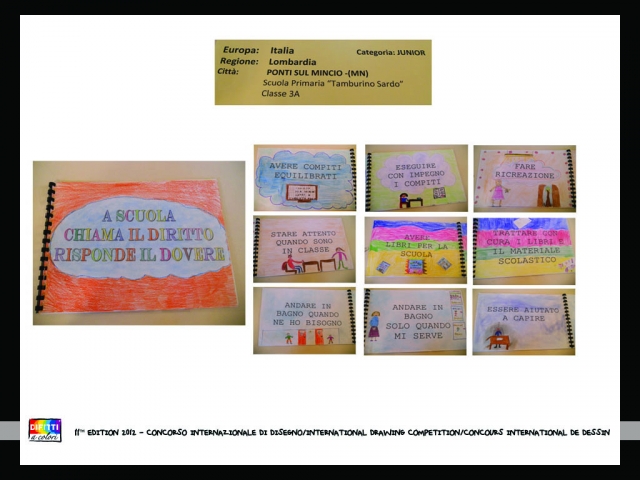 Europa: Italia
Categoria: JUNIOR
Regione: Lombardia
Città: PONTI SUL MINCIO -(MN)
Scuola Primaria "Tamburino Sardo"
Classe 3A
A SCUOLA
CHIAMA IL DIRITTO
RISPONDE IL DOVERE
AVERE COMPITI
EQUILIBRATI
ESEGUIRE
CON IMPEGNO
I COMPITI
FARE
RICREAZIONE
STARE ATTENTO
QUANDO SONO
IN CLASSE
AVERE
LIBRI PER LA
SCUOLA
TRATTARE CON
CURA I LIBRI E
IL MATERIALE
SCOLASTICO
ANDARE IN
BAGNO QUANDO
NE HO BISOGNO
ANDARE IN
BAGNO
SOLO QUANDO
MI SERVE
ESSERE AIUTATO
A CAPIRE
DIRITTI
a colori
11TH EDITION 2012 - CONCORSO INTERNAZIONALE DI DISEGNO/INTERNATIONAL DRAWING COMPETITION/CONCOURS INTERNATIONAL DE DESSIN